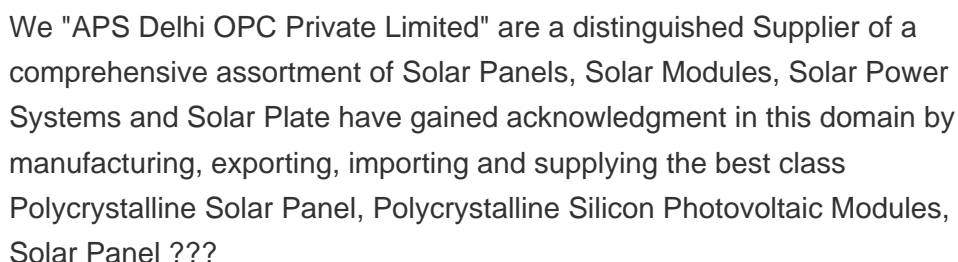 We "APS Delhi OPC Private Limited" are a distinguished Supplier of a
comprehensive assortment of Solar Panels, Solar Modules, Solar Power
Systems and Solar Plate have gained acknowledgment in this domain by
manufacturing, exporting, importing and supplying the best class
Polycrystalline Solar Panel, Polycrystalline Silicon Photovoltaic Modules,
Solar Panel ???